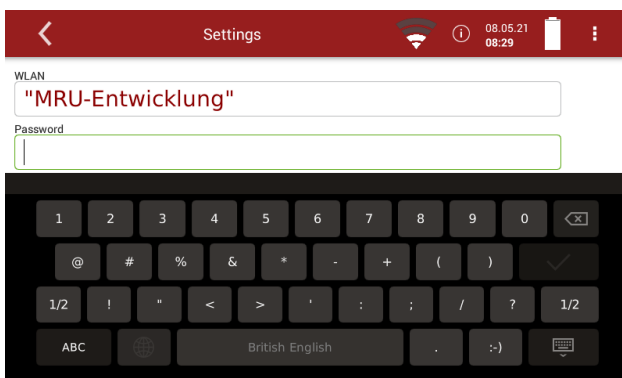 Settings
08.05.21
08:29
WLAN
"MRU-Entwicklung"
Password
1 2 3 4 5 6 7 8 9 0
@ # % & * - + ( )
1/2 ! " < > ' : ; / ? 1/2
ABC British English . :-)